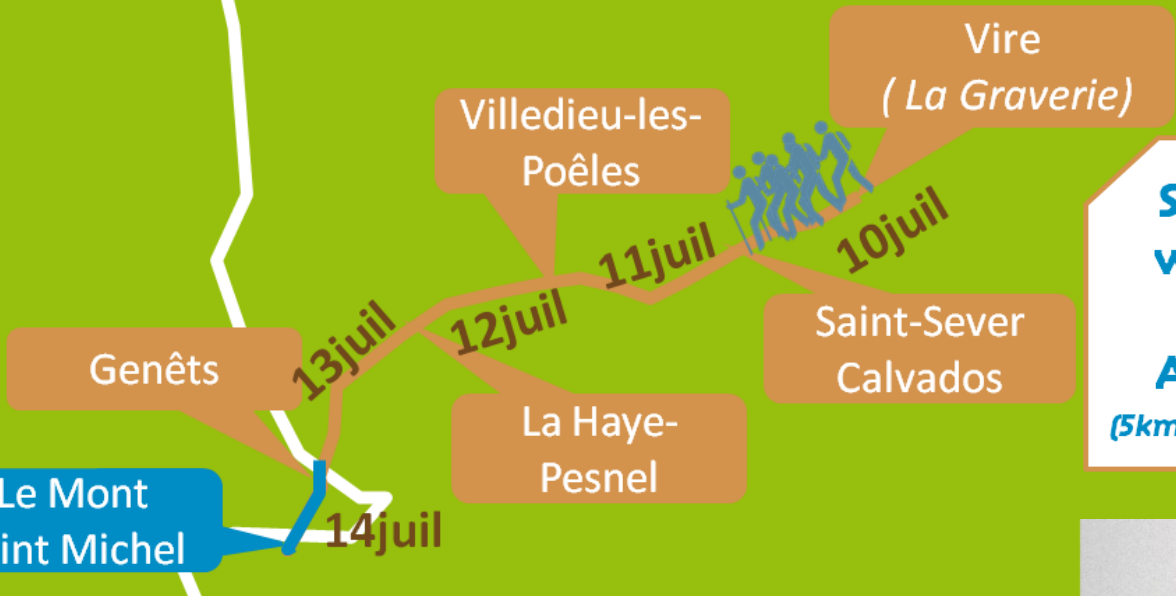 Vire
( La Graverie)
Villedieu-les-
Poêles
10juil
11juil
Saint-Sever
Calvados
12juil
13juil
La Haye-
Pesnel
Genêts
Le Mont
int Michel
14juil
S
v
A
(5km